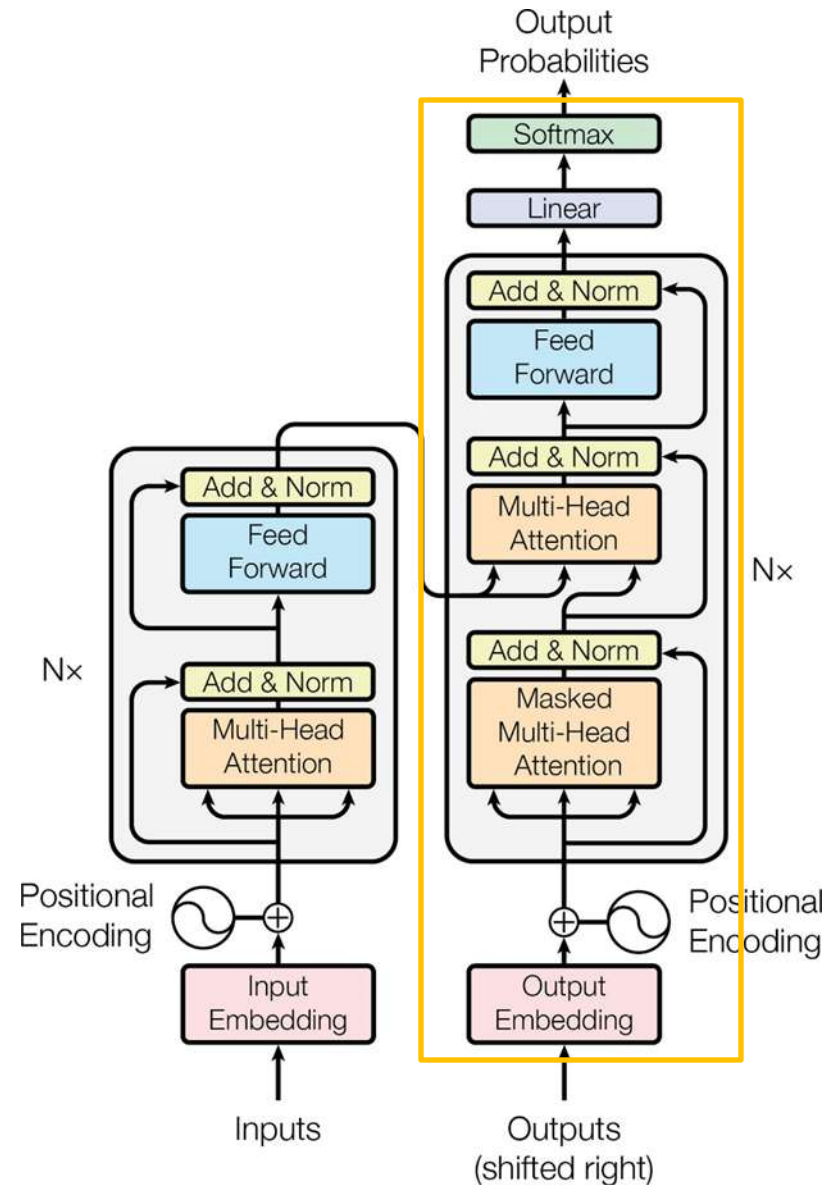 Output
Probabilities
Softmax
Linear
Add & Norm
Feed
Forward
Add & Norm
Multi-Head
Attention
Add & Norm
Masked
Multi-Head
Attention
N×
Add & Norm
Feed
Forward
Add & Norm
Multi-Head
Attention
N×
Positional
Encoding
Positional
Encoding
Input
Embedding
Output
Embedding
Inputs
Outputs
(shifted right)